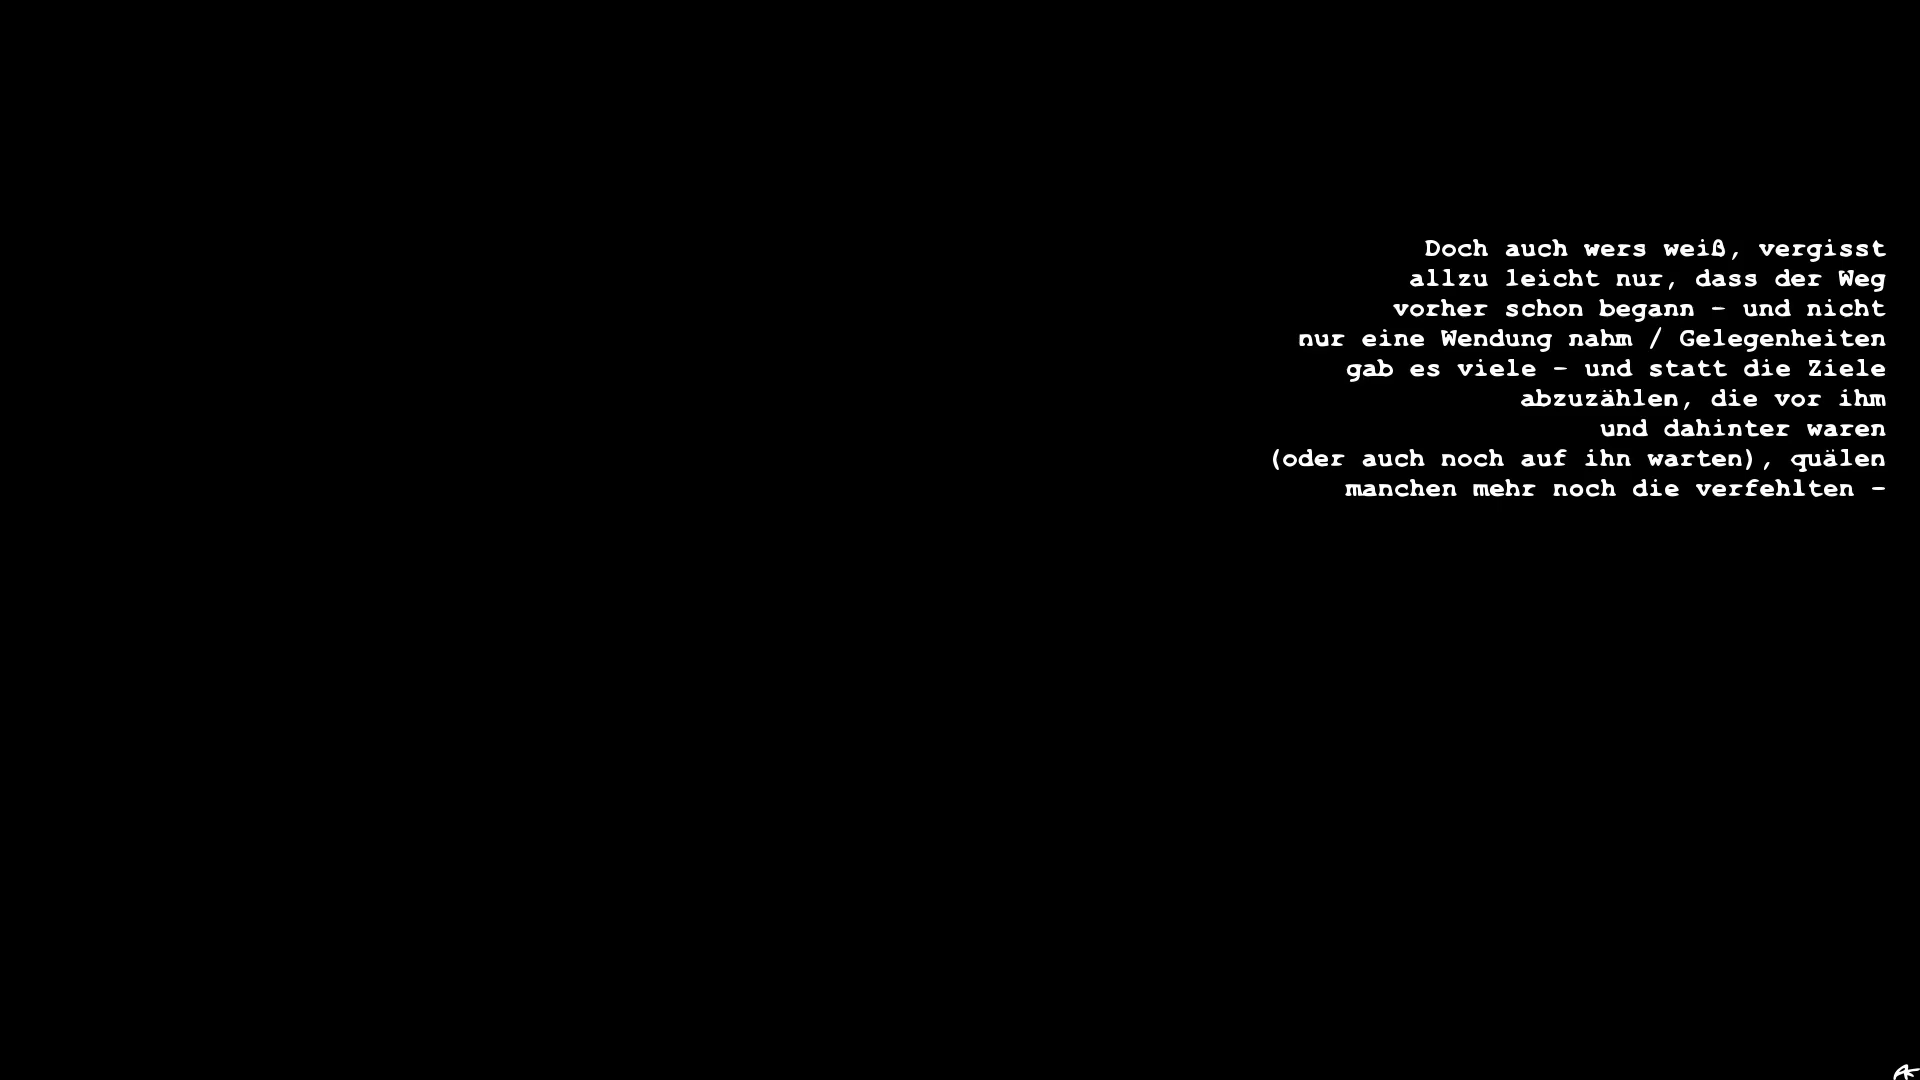 Doch auch wers weiß, vergisst
allzu leicht nur, dass der Weg
vorher schon begann – und nicht
nur eine Wendung nahm / Gelegenheiten
gab es viele – und statt die Ziele
abzuzählen, die vor ihm
und dahinter waren
(oder auch noch auf ihn warten), quälen
manchen mehr noch die verfehlten –